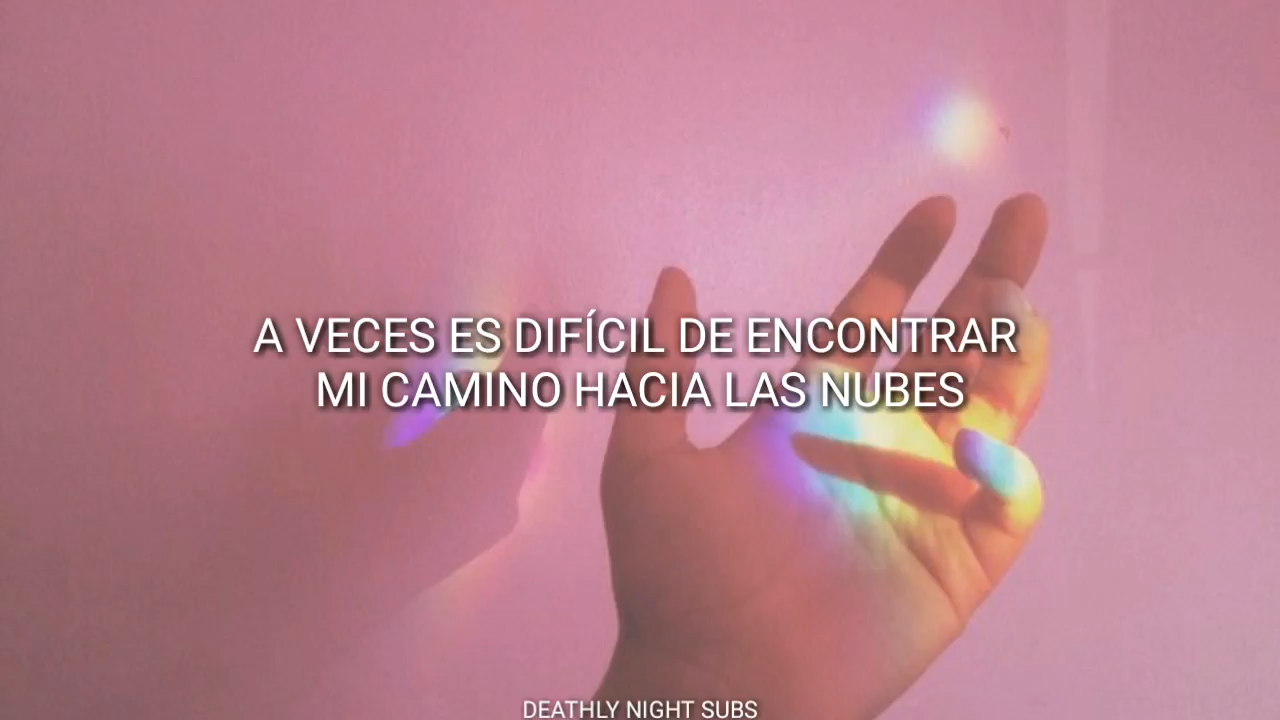 A VECES ES DIFÍCIL DE ENCONTRAR
MI CAMINO HACIA LAS NUBES
DEATHLY NIGHT SUBS